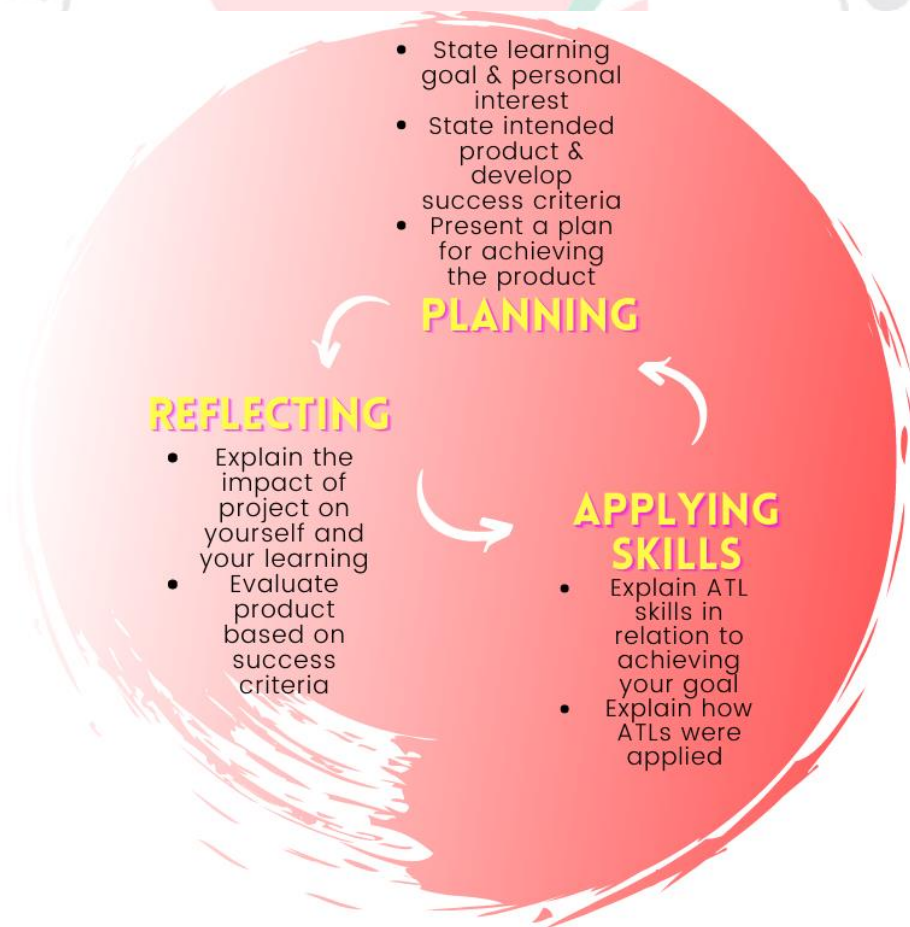 • State learning
goal & personal
interest
• State intended
product &
develop
success criteria
• Present a plan
for achieving
the product
PLANNING
REFLECTING
• Explain the
impact of
project on
yourself and
your learning
• Evaluate
product
based on
success
criteria
APPLYING
SKILLS
• Explain ATL
skills in
relation to
achieving
your goal
• Explain how
ATLs were
applied